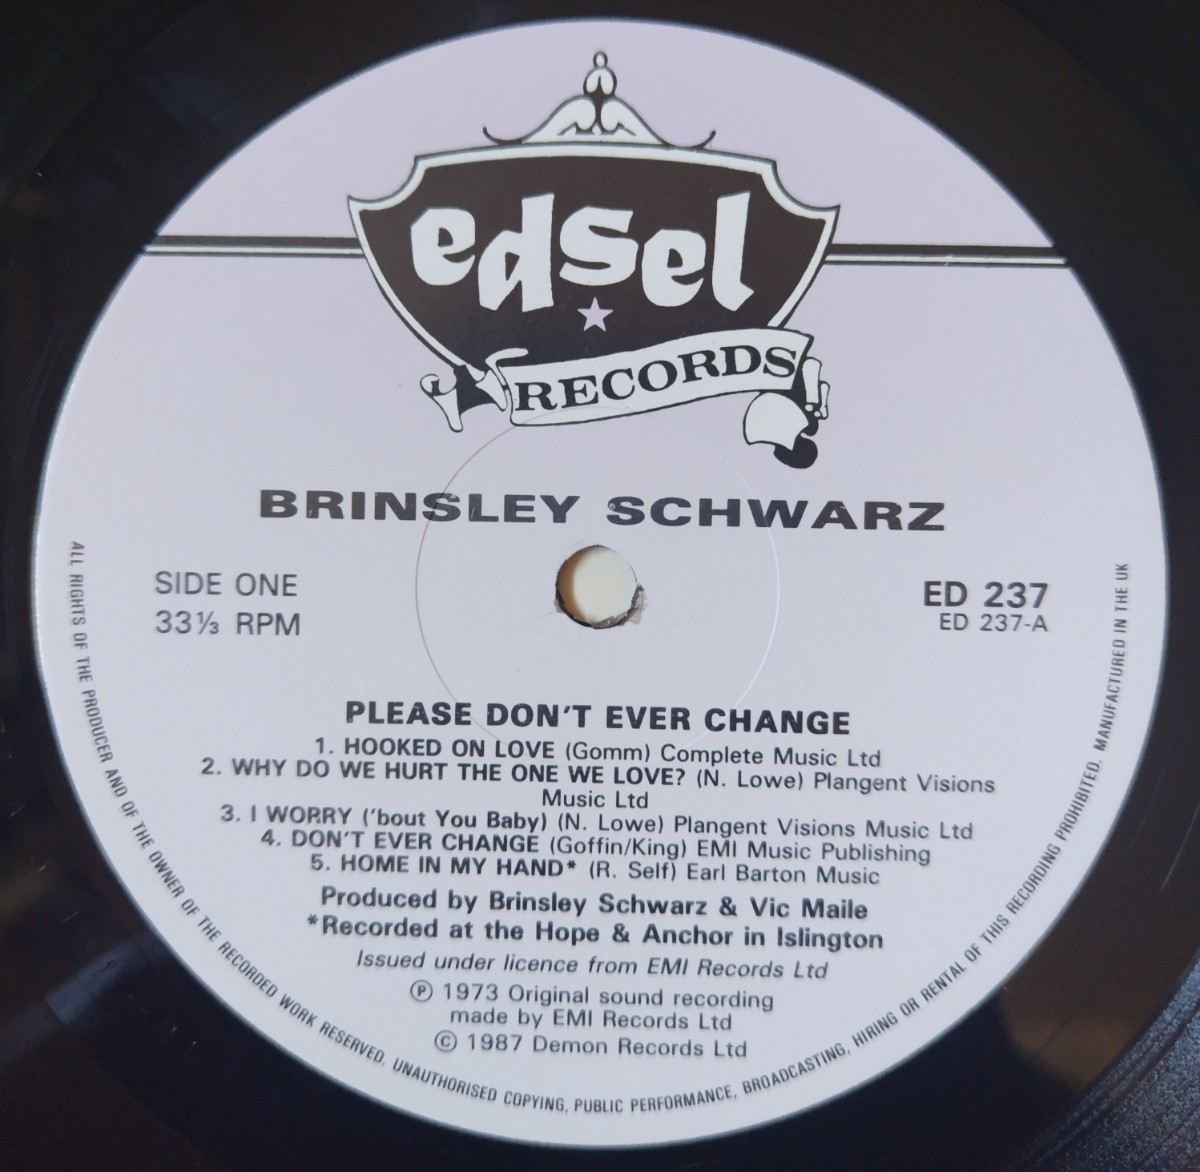 edsel
RECORDS
BRINSLEY SCHWARZ
SIDE ONE
33⅓ RPM
ED 237
ED 237-A
PLEASE DON'T EVER CHANGE
1. HOOKED ON LOVE (Gomm) Complete Music Ltd
2. WHY DO WE HURT THE ONE WE LOVE? (N. Lowe) Plangent Visions
Music Ltd
3. I WORRY ('bout You Baby) (N. Lowe) Plangent Visions Music Ltd
4. DON'T EVER CHANGE (Goffin/King) EMI Music Publishing
5. HOME IN MY HAND* (R. Self) Earl Barton Music
Produced by Brinsley Schwarz & Vic Maile
*Recorded at the Hope & Anchor in Islington
Issued under licence from EMI Records Ltd
℗ 1973 Original sound recording
made by EMI Records Ltd
© 1987 Demon Records Ltd
ALL RIGHTS OF THE PRODUCER AND OF THE OWNER OF THE RECORDED WORK RESERVED. UNAUTHORISED COPYING, PUBLIC PERFORMANCE, BROADCASTING, HIRING OR RENTAL OF THIS RECORDING PROHIBITED. MANUFACTURED IN THE UK